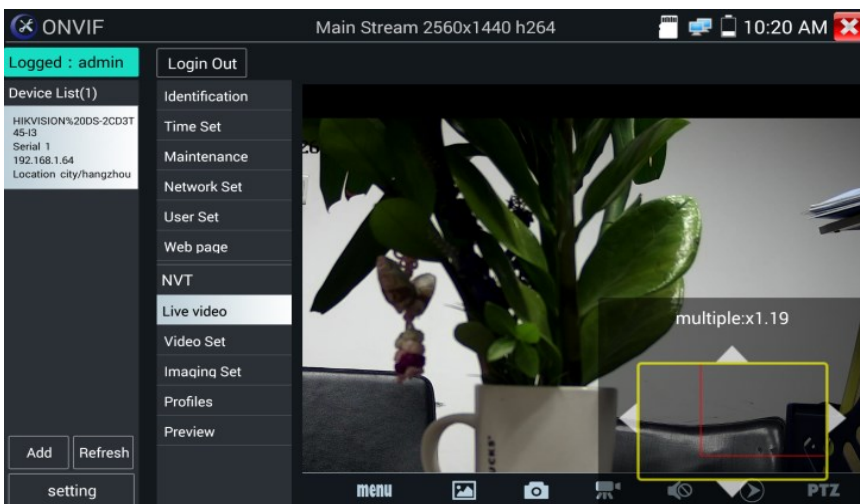 ONVIF
Main Stream 2560x1440 h264
10:20 AM
Logged : admin
Login Out
Device List(1)
HIKVISION%20DS-2CD3T
45-I3
Serial 1
192.168.1.64
Location city/hangzhou
Identification
Time Set
Maintenance
Network Set
User Set
Web page
NVT
Live video
Video Set
Imaging Set
Profiles
Preview
Add
Refresh
setting
multiple:x1.19
menu
PTZ